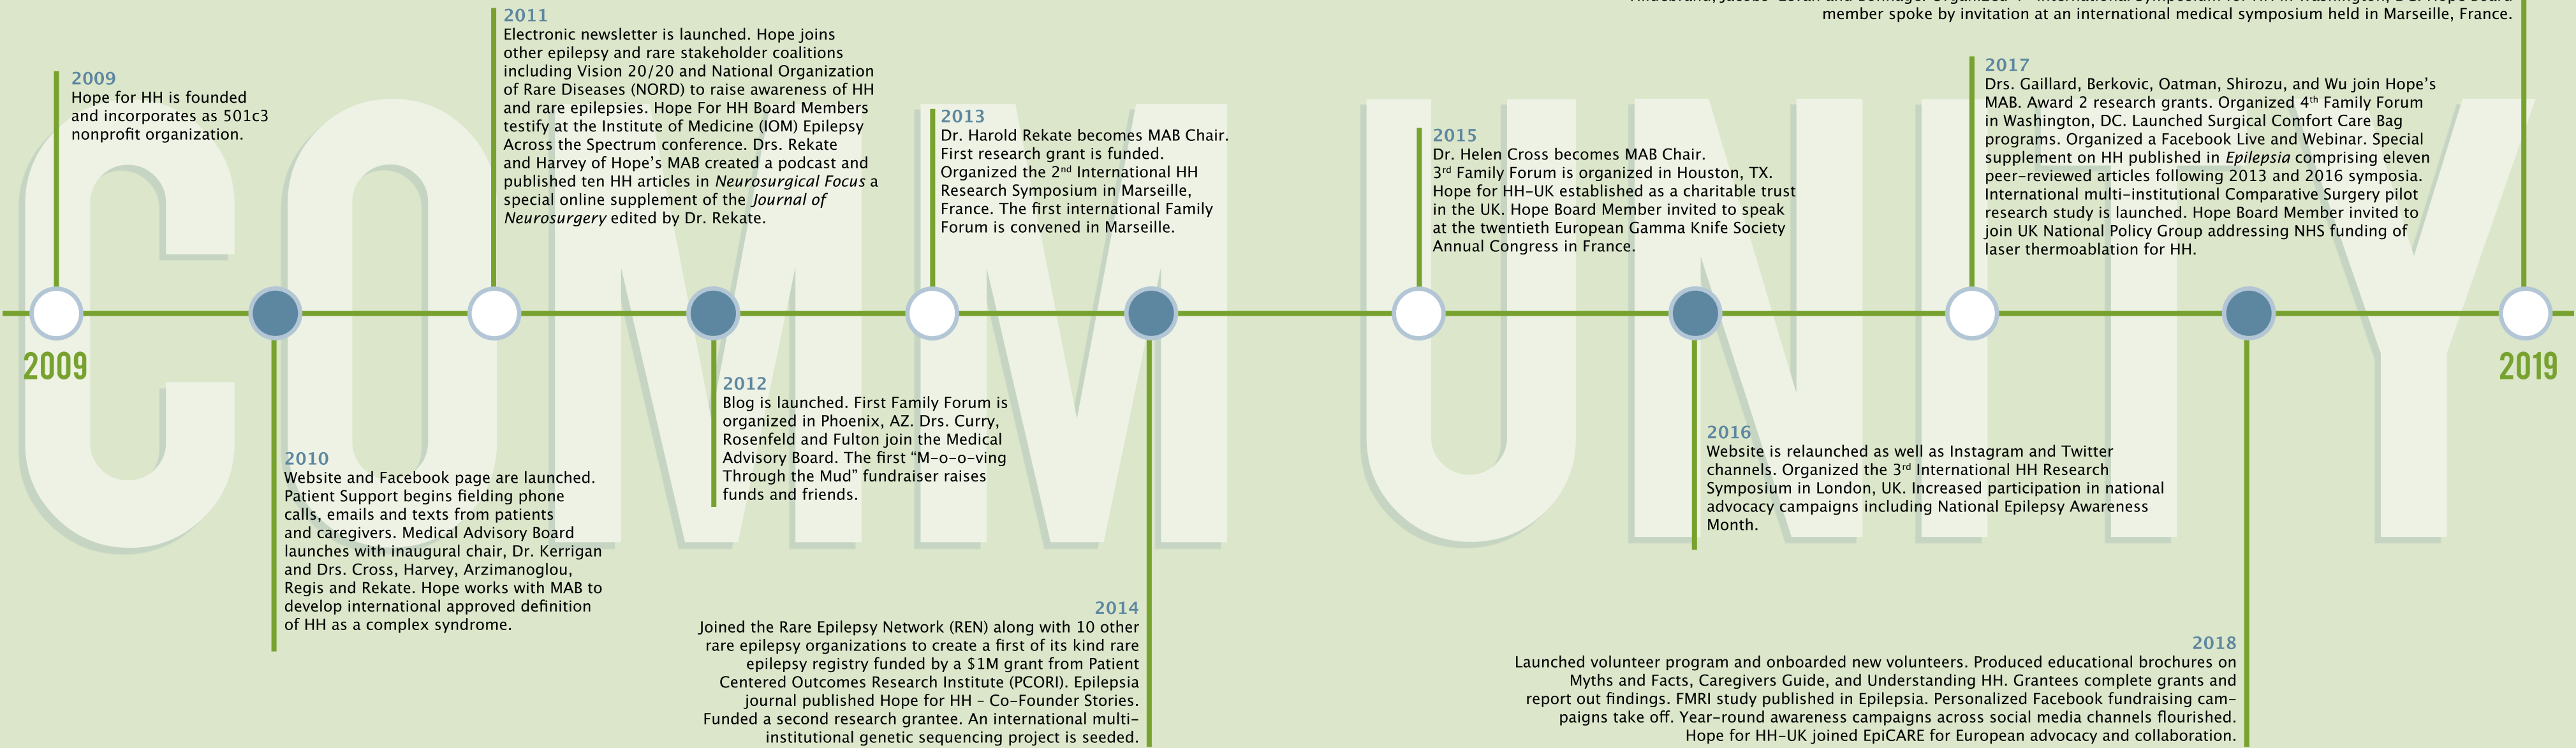 2009
Hope for HH is founded
and incorporates as 501c3
nonprofit organization.
2010
Website and Facebook page are launched.
Patient Support begins fielding phone
calls, emails and texts from patients
and caregivers. Medical Advisory Board
launches with inaugural chair, Dr. Kerrigan
and Drs. Cross, Harvey, Arzimanoglou,
Regis and Rekate. Hope works with MAB to
develop international approved definition
of HH as a complex syndrome.
2011
Electronic newsletter is launched. Hope joins
other epilepsy and rare stakeholder coalitions
including Vision 20/20 and National Organization
of Rare Diseases (NORD) to raise awareness of HH
and rare epilepsies. Hope For HH Board Members
testify at the Institute of Medicine (IOM) Epilepsy
Across the Spectrum conference. Drs. Rekate
and Harvey of Hope’s MAB created a podcast and
published ten HH articles in Neurosurgical Focus a
special online supplement of the Journal of
Neurosurgery edited by Dr. Rekate.
2012
Blog is launched. First Family Forum is
organized in Phoenix, AZ. Drs. Curry,
Rosenfeld and Fulton join the Medical
Advisory Board. The first “M-o-o-ving
Through the Mud” fundraiser raises
funds and friends.
2013
Dr. Harold Rekate becomes MAB Chair.
First research grant is funded.
Organized the 2nd International HH
Research Symposium in Marseille,
France. The first international Family
Forum is convened in Marseille.
2014
Joined the Rare Epilepsy Network (REN) along with 10 other
rare epilepsy organizations to create a first of its kind rare
epilepsy registry funded by a $1M grant from Patient
Centered Outcomes Research Institute (PCORI). Epilepsia
journal published Hope for HH – Co-Founder Stories.
Funded a second research grantee. An international multi-
institutional genetic sequencing project is seeded.
2015
Dr. Helen Cross becomes MAB Chair.
3rd Family Forum is organized in Houston, TX.
Hope for HH-UK established as a charitable trust
in the UK. Hope Board Member invited to speak
at the twentieth European Gamma Knife Society
Annual Congress in France.
2016
Website is relaunched as well as Instagram and Twitter
channels. Organized the 3rd International HH Research
Symposium in London, UK. Increased participation in national
advocacy campaigns including National Epilepsy Awareness
Month.
2017
Drs. Gaillard, Berkovic, Oatman, Shirozu, and Wu join Hope’s
MAB. Award 2 research grants. Organized 4th Family Forum
in Washington, DC. Launched Surgical Comfort Care Bag
programs. Organized a Facebook Live and Webinar. Special
supplement on HH published in Epilepsia comprising eleven
peer-reviewed articles following 2013 and 2016 symposia.
International multi-institutional Comparative Surgery pilot
research study is launched. Hope Board Member invited to
join UK National Policy Group addressing NHS funding of
laser thermoablation for HH.
2018
Launched volunteer program and onboarded new volunteers. Produced educational brochures on
Myths and Facts, Caregivers Guide, and Understanding HH. Grantees complete grants and
report out findings. FMRI study published in Epilepsia. Personalized Facebook fundraising cam-
paigns take off. Year-round awareness campaigns across social media channels flourished.
Hope for HH-UK joined EpiCARE for European advocacy and collaboration.
member spoke by invitation at an international medical symposium held in Marseille, France.
2009
2019
COMMUNITY